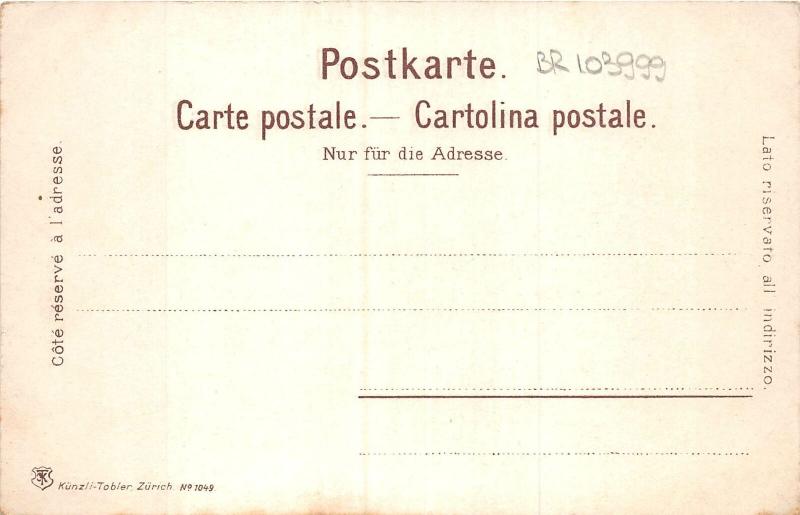 Postkarte. BR 103999
Carte postale.— Cartolina postale.
Nur für die Adresse.
Côté réservé à l'adresse.
Lato riservato all indirizzo.
Künzli-Tobler, Zürich. Nº 1049.